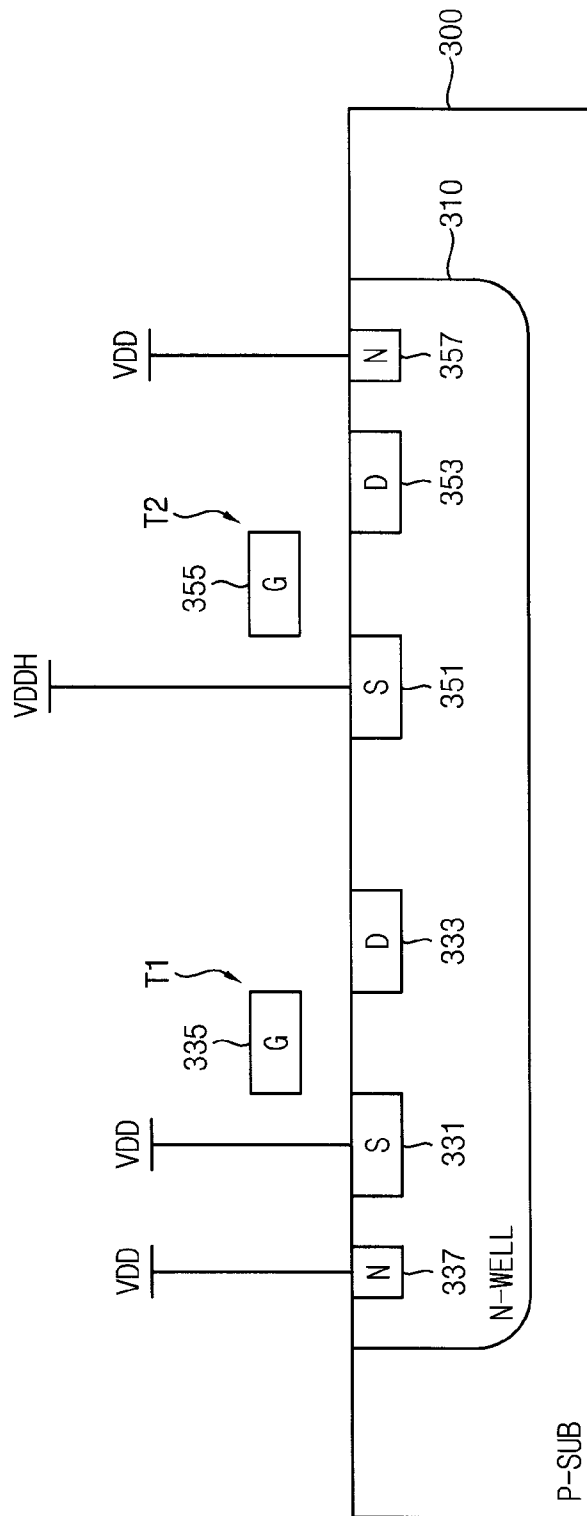 VDDH
VDD
VDD
VDD
T1
T2
335
355
G
G
N
S
D
S
D
N
337
331
333
351
353
357
310
300
N-WELL
P-SUB